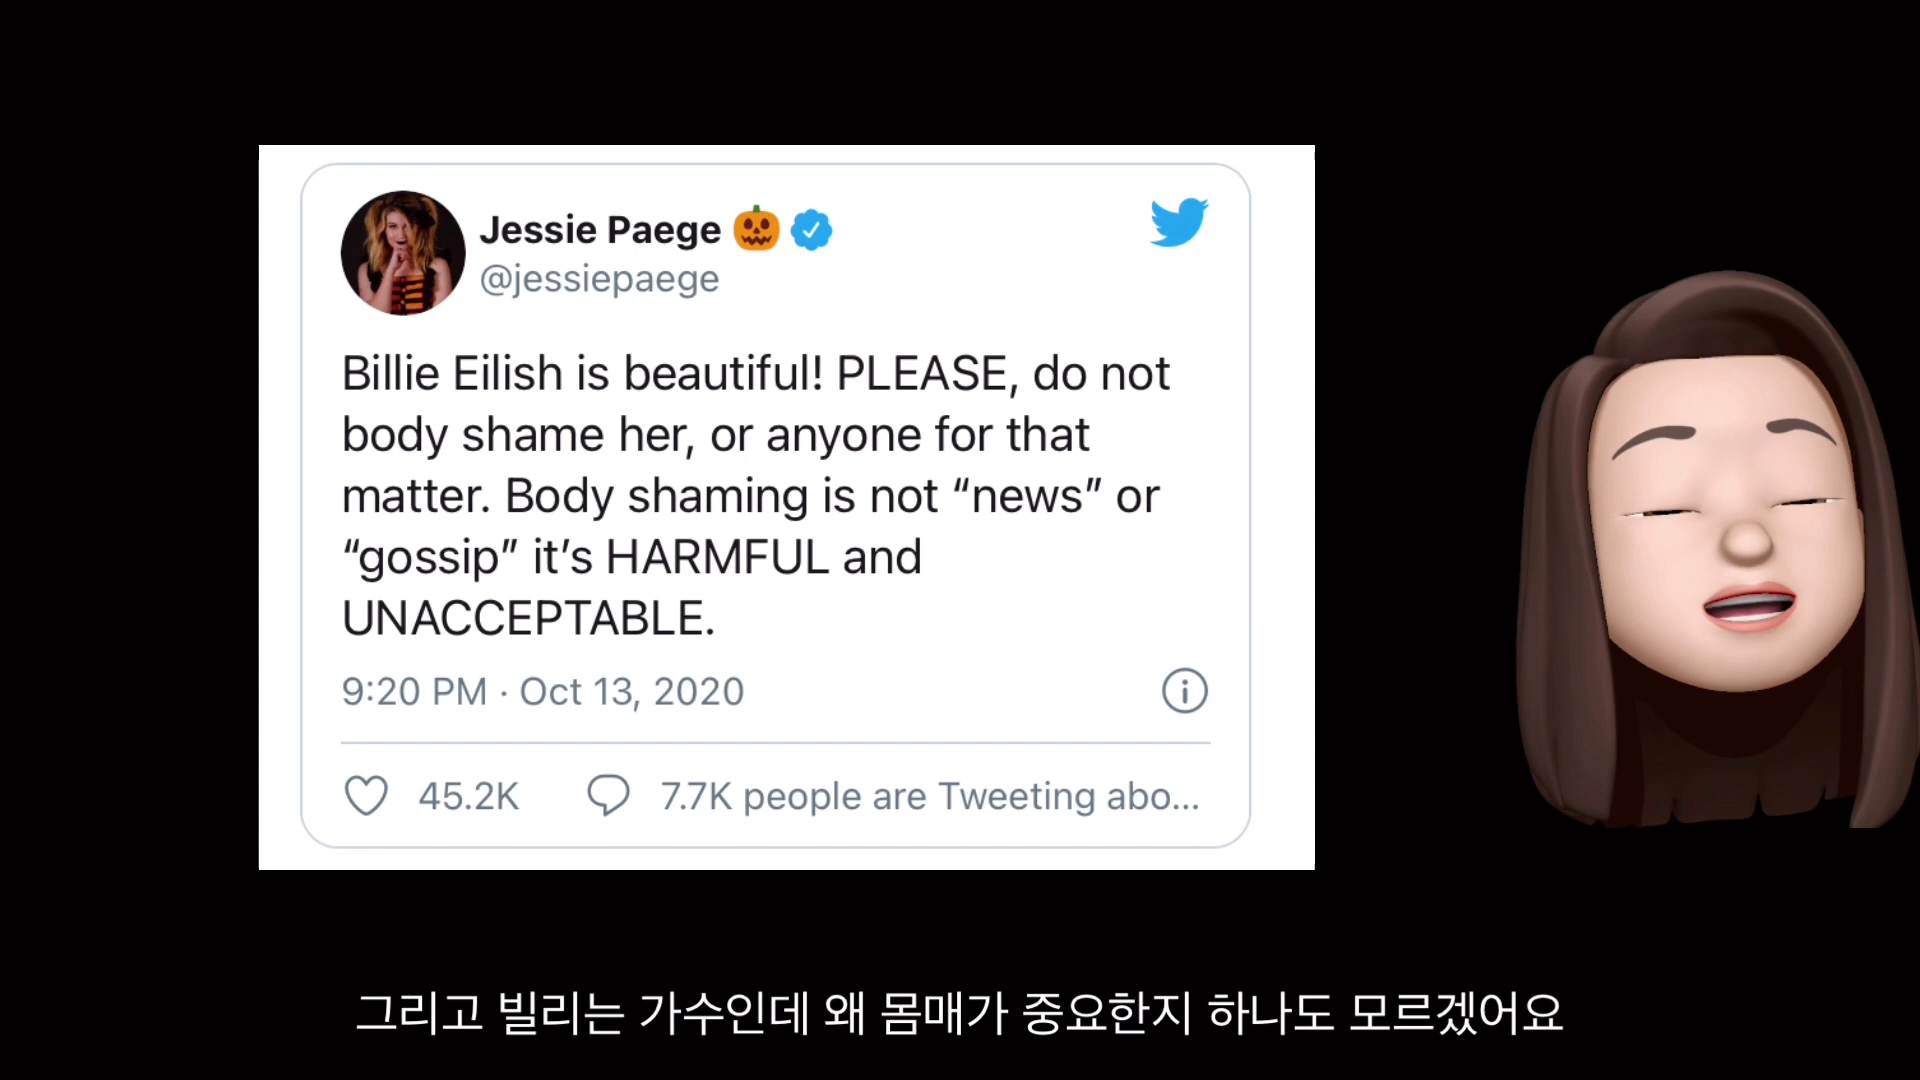 Jessie Paege 🎃
@jessiepaege
Billie Eilish is beautiful! PLEASE, do not
body shame her, or anyone for that
matter. Body shaming is not “news” or
“gossip” it’s HARMFUL and
UNACCEPTABLE.
9:20 PM · Oct 13, 2020
45.2K 7.7K people are Tweeting abo...
그리고 빌리는 가수인데 왜 몸매가 중요한지 하나도 모르겠어요